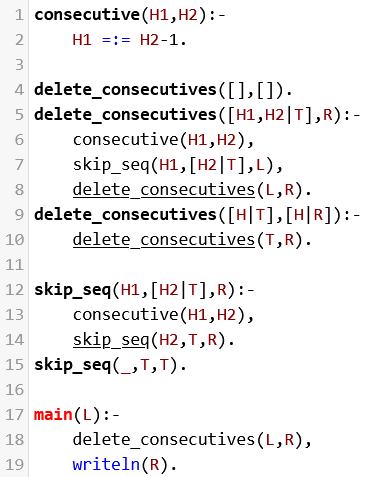 1 consecutive(H1,H2):-
2     H1 =:= H2-1.
3
4 delete_consecutives([],[]).
5 delete_consecutives([H1,H2|T],R):-
6     consecutive(H1,H2),
7     skip_seq(H1,[H2|T],L),
8     delete_consecutives(L,R).
9 delete_consecutives([H|T],[H|R]):-
10     delete_consecutives(T,R).
11
12 skip_seq(H1,[H2|T],R):-
13     consecutive(H1,H2),
14     skip_seq(H2,T,R).
15 skip_seq(_,T,T).
16
17 main(L):-
18     delete_consecutives(L,R),
19     writeln(R).